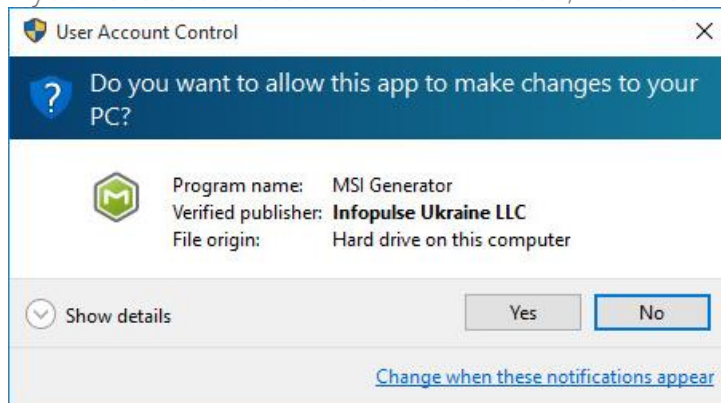 User Account Control
Do you want to allow this app to make changes to your
PC?
Program name: MSI Generator
Verified publisher: Infopulse Ukraine LLC
File origin: Hard drive on this computer
Show details
Yes
No
Change when these notifications appear